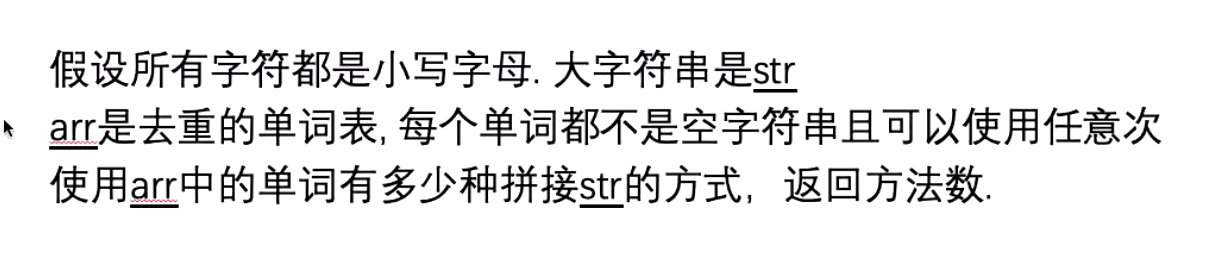 假设所有字符都是小写字母. 大字符串是str
arr是去重的单词表, 每个单词都不是空字符串且可以使用任意次
使用arr中的单词有多少种拼接str的方式，返回方法数.